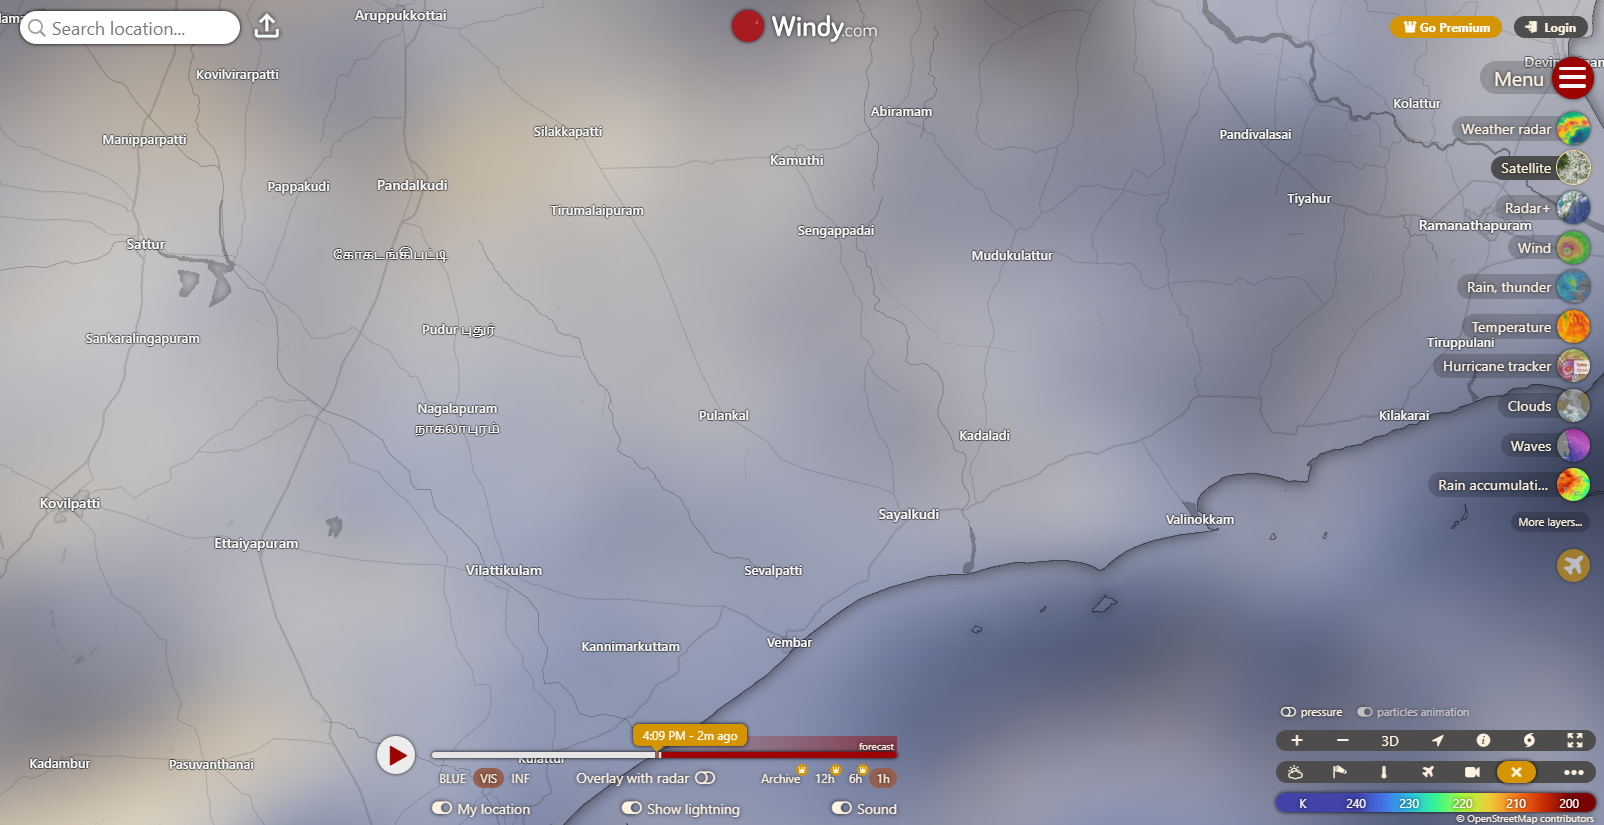 Aruppukkottai
Search location...
Windy.com
Go Premium
Login
Kovilvirarpatti
Menu
Kolattur
Abiramam
Manipparpatti
Silakkapatti
Pandivalasai
Weather radar
Kamuthi
Satellite
Pappakudi
Pandalkudi
Tiyahur
Radar+
Tirumalaipuram
Ramanathapuram
Sengappadai
Sattur
Wind
கோகடங்கிபட்டி
Mudukulattur
Rain, thunder
Pudur புதூர்
Temperature
Sankaralingapuram
Tiruppulani
Hurricane tracker
Nagalapuram
நாகலாபுரம்
Pulankal
Clouds
Kilakarai
Kadaladi
Waves
Rain accumulati...
Kovilpatti
Sayalkudi
Valinokkam
More layers...
Ettaiyapuram
Vilattikulam
Sevalpatti
Kannimarkuttam
Vembar
pressure
particles animation
4:09 PM - 2m ago
forecast
3D
Kadambur
Pasuvanthanai
Kulattur
BLUE VIS INF
Overlay with radar
Archive 12h 6h 1h
My location
Show lightning
Sound
K 240 230 220 210 200
© OpenStreetMap contributors